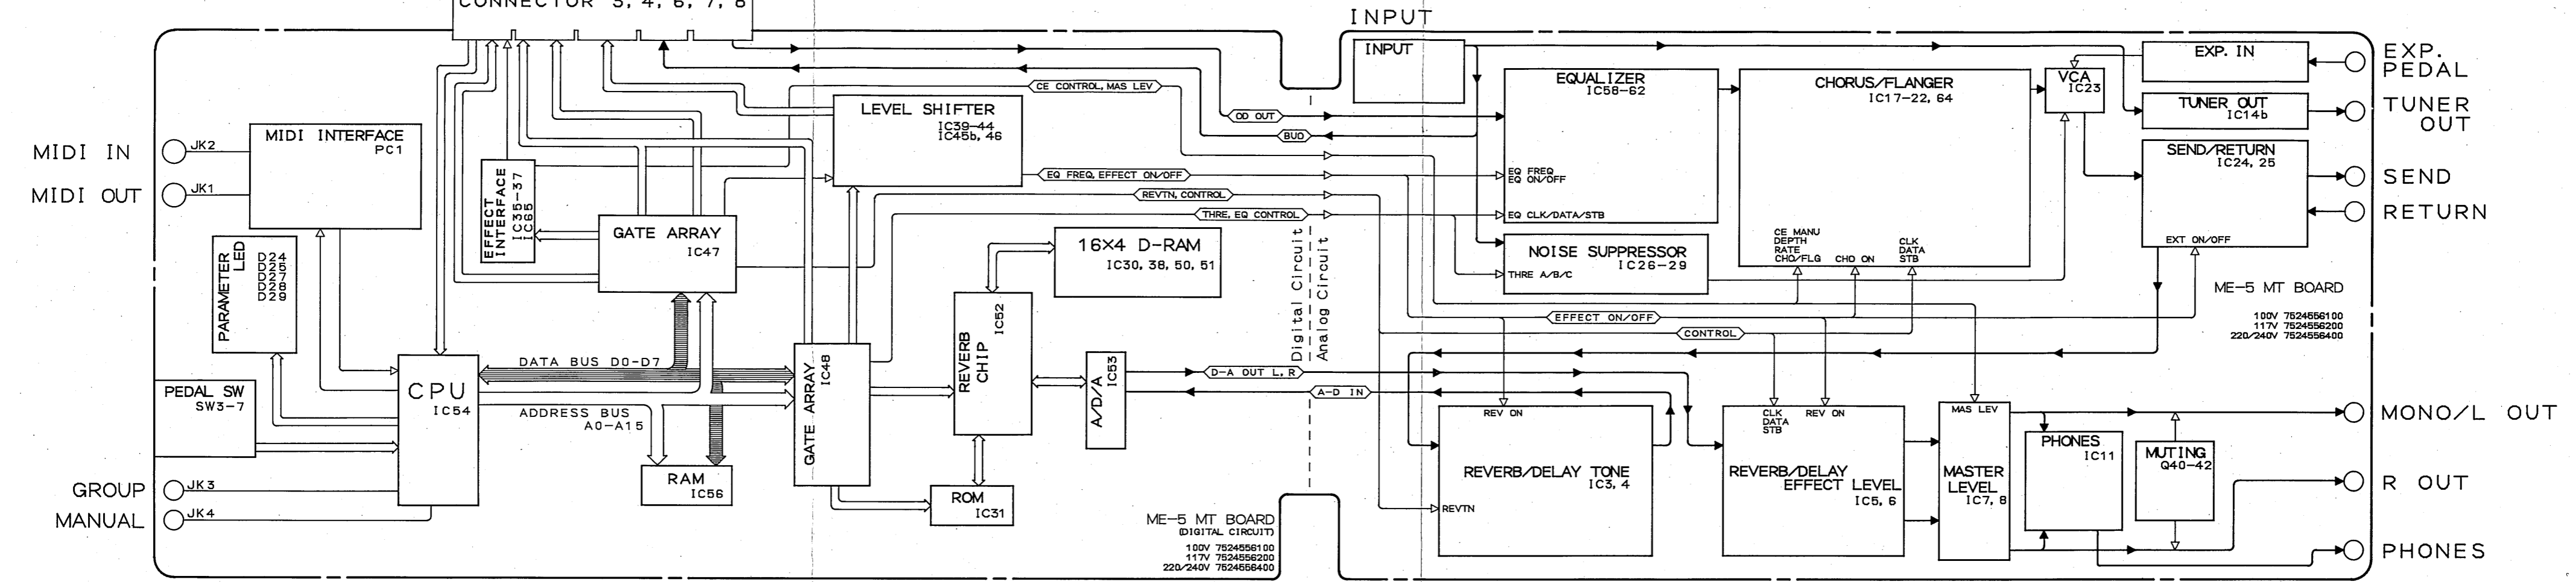 CONNECTOR 3, 4, 6, 7, 8
INPUT
MIDI IN
MIDI OUT
GROUP
MANUAL
JK2
JK1
JK3
JK4
MIDI INTERFACE
PC1
PARAMETER
LED
D24
D25
D27
D28
D29
PEDAL SW
SW3-7
CPU
IC54
EFFECT
INTERFACE
IC35-37
IC65
GATE ARRAY
IC47
DATA BUS D0-D7
ADDRESS BUS
A0-A15
RAM
IC56
LEVEL SHIFTER
IC39-44
IC45b, 46
GATE ARRAY
IC48
REVERB
CHIP
IC52
ROM
IC31
16×4 D-RAM
IC30, 38, 50, 51
A/D/A
IC53
CE CONTROL, MAS LEV
OD OUT
BUO
EQ FREQ, EFFECT ON/OFF
REVTN, CONTROL
THRE, EQ CONTROL
D-A OUT L, R
A-D IN
Digital Circuit
Analog Circuit
ME-5 MT BOARD
(DIGITAL CIRCUIT)
100V 7524556100
117V 7524556200
220/240V 7524556400
INPUT
EQUALIZER
IC58-62
EQ FREQ
EQ ON/OFF
EQ CLK/DATA/STB
NOISE SUPPRESSOR
IC26-29
THRE A/B/C
CHORUS/FLANGER
IC17-22, 64
CE MANU
DEPTH
RATE
CHO/FLG
CHO ON
CLK
DATA
STB
VCA
IC23
EXP. IN
TUNER OUT
IC14b
SEND/RETURN
IC24, 25
EXT ON/OFF
EFFECT ON/OFF
CONTROL
ME-5 MT BOARD
100V 7524556100
117V 7524556200
220/240V 7524556400
REV ON
REVERB/DELAY TONE
IC3, 4
REVTN
CLK
DATA
STB
REV ON
REVERB/DELAY
EFFECT LEVEL
IC5, 6
MAS LEV
MASTER
LEVEL
IC7, 8
PHONES
IC11
MUTING
Q40-42
EXP.
PEDAL
TUNER
OUT
SEND
RETURN
MONO/L OUT
R OUT
PHONES